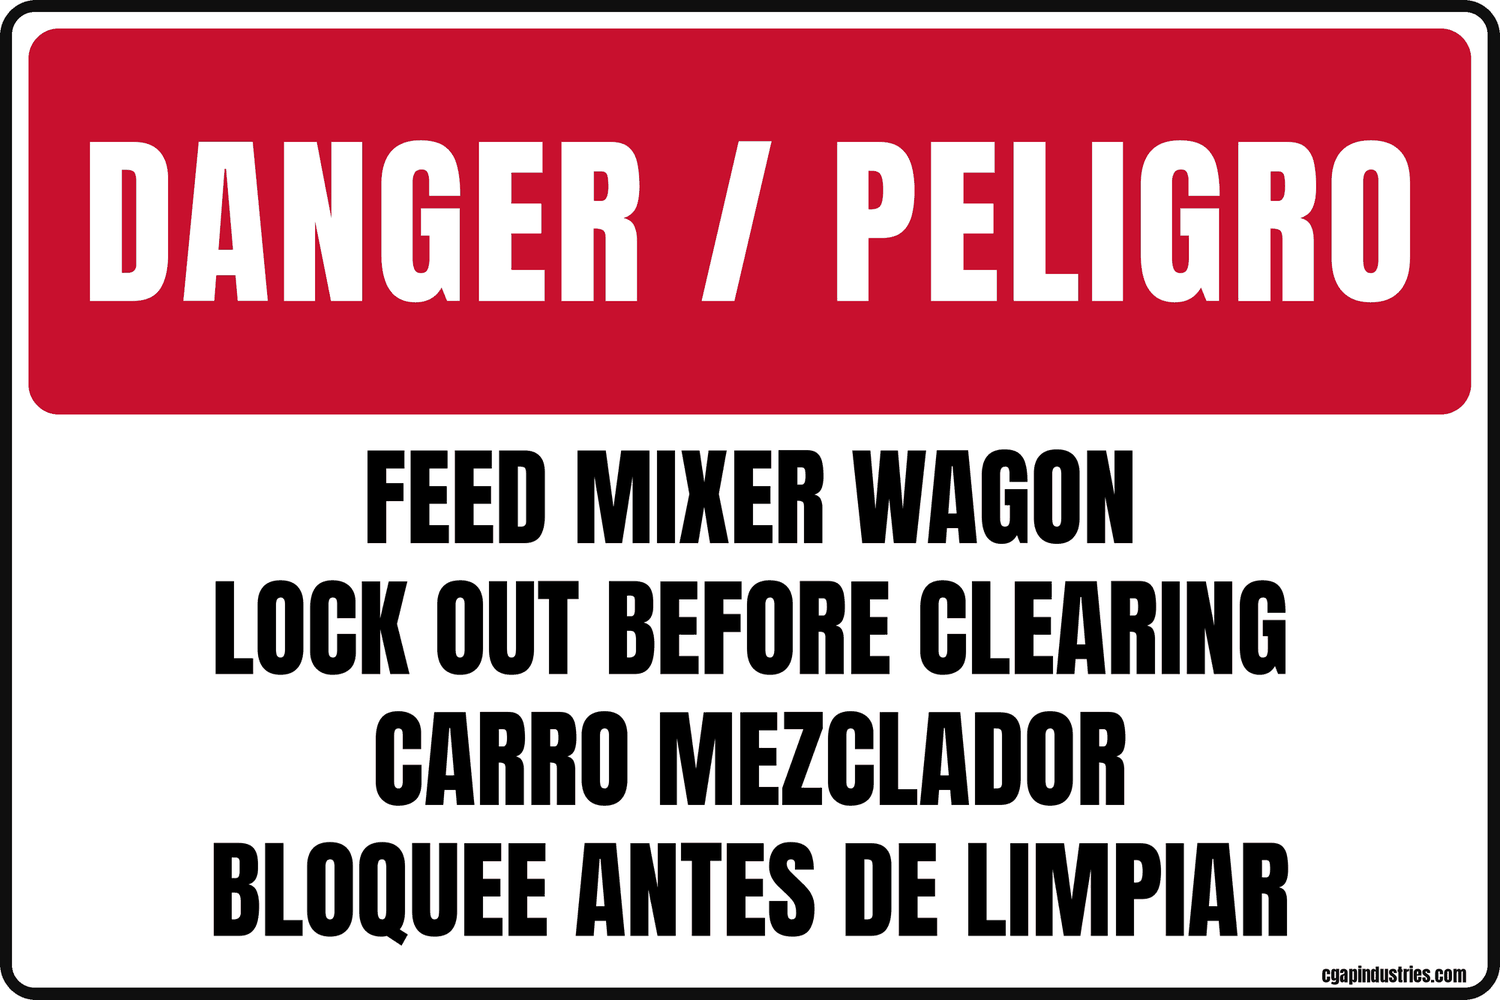 DANGER / PELIGRO
FEED MIXER WAGON
LOCK OUT BEFORE CLEARING
CARRO MEZCLADOR
BLOQUEE ANTES DE LIMPIAR
cgapindustries.com